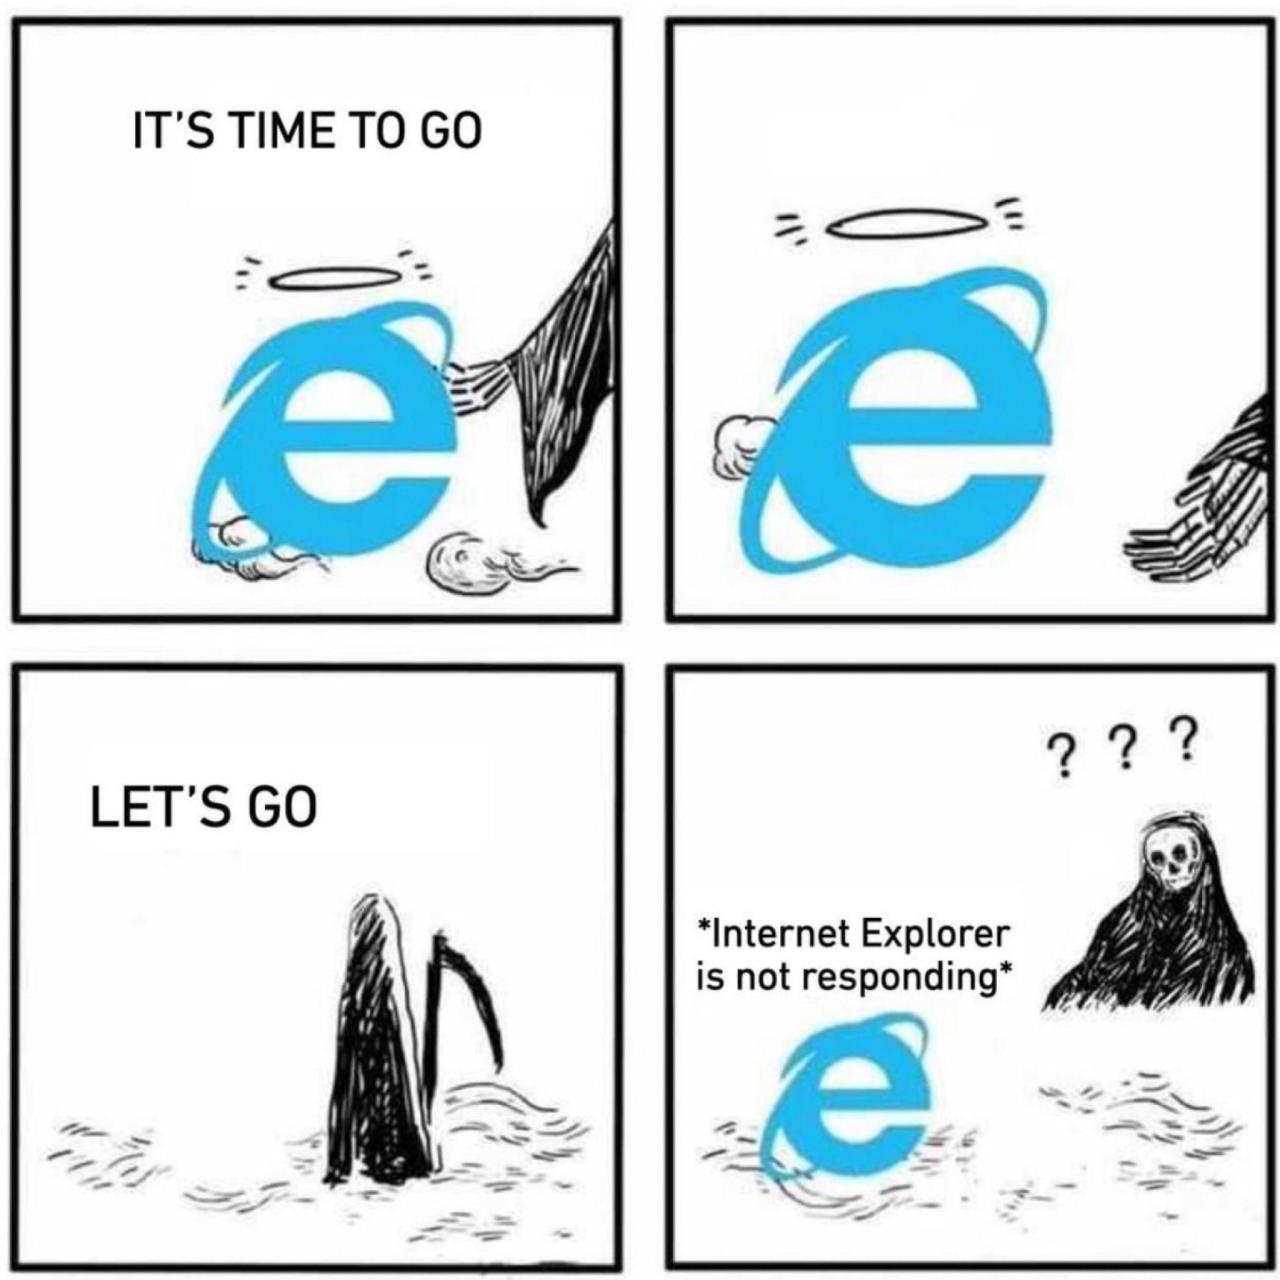 IT'S TIME TO GO
LET'S GO
? ? ?
*Internet Explorer
is not responding*